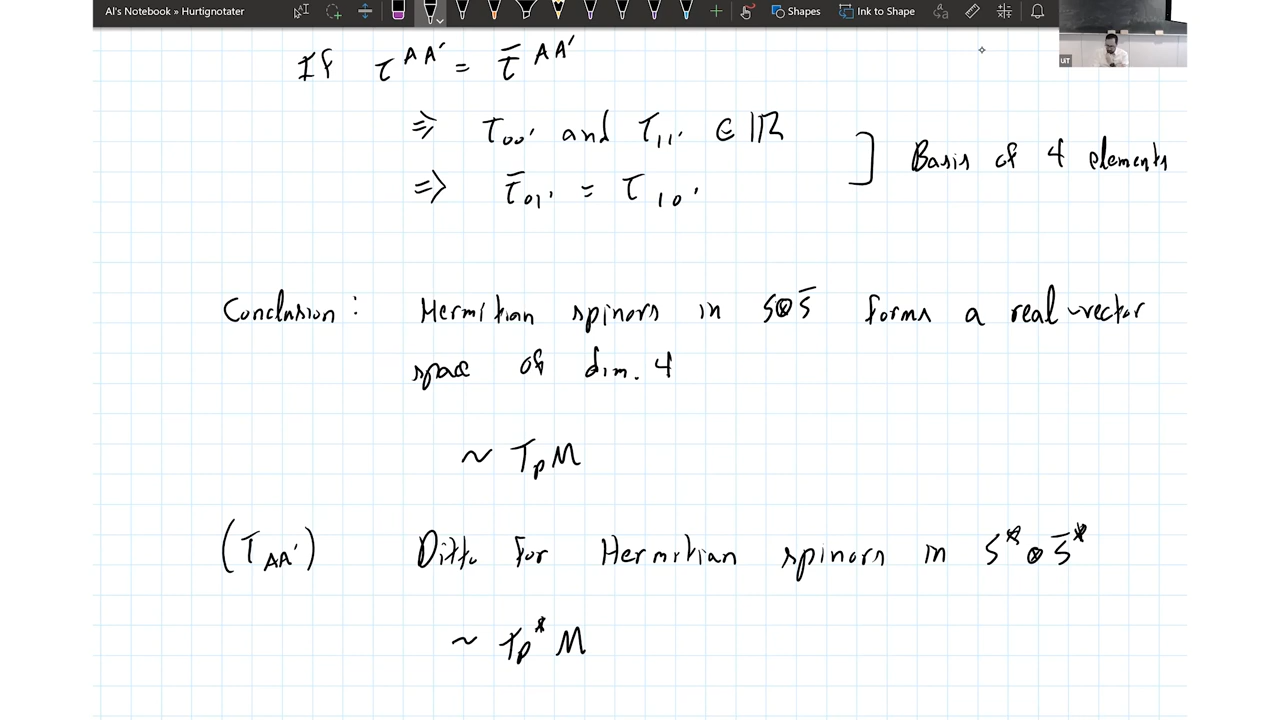 AI's Notebook » Hurtignotater
Shapes
Ink to Shape
UiT
If τ^{AA'} = τ̄^{AA'}
⇒ τ_{00'} and τ_{11'} ∈ ℝ
⇒ τ̄_{01'} = τ_{10'}
] Basis of 4 elements
Conclusion: Hermitian spinors in S⊗S̄ forms a real vector
space of dim. 4
~ T_pM
(τ_{AA'}) Ditto for Hermitian spinors in S*⊗S̄*
~ T_p*M